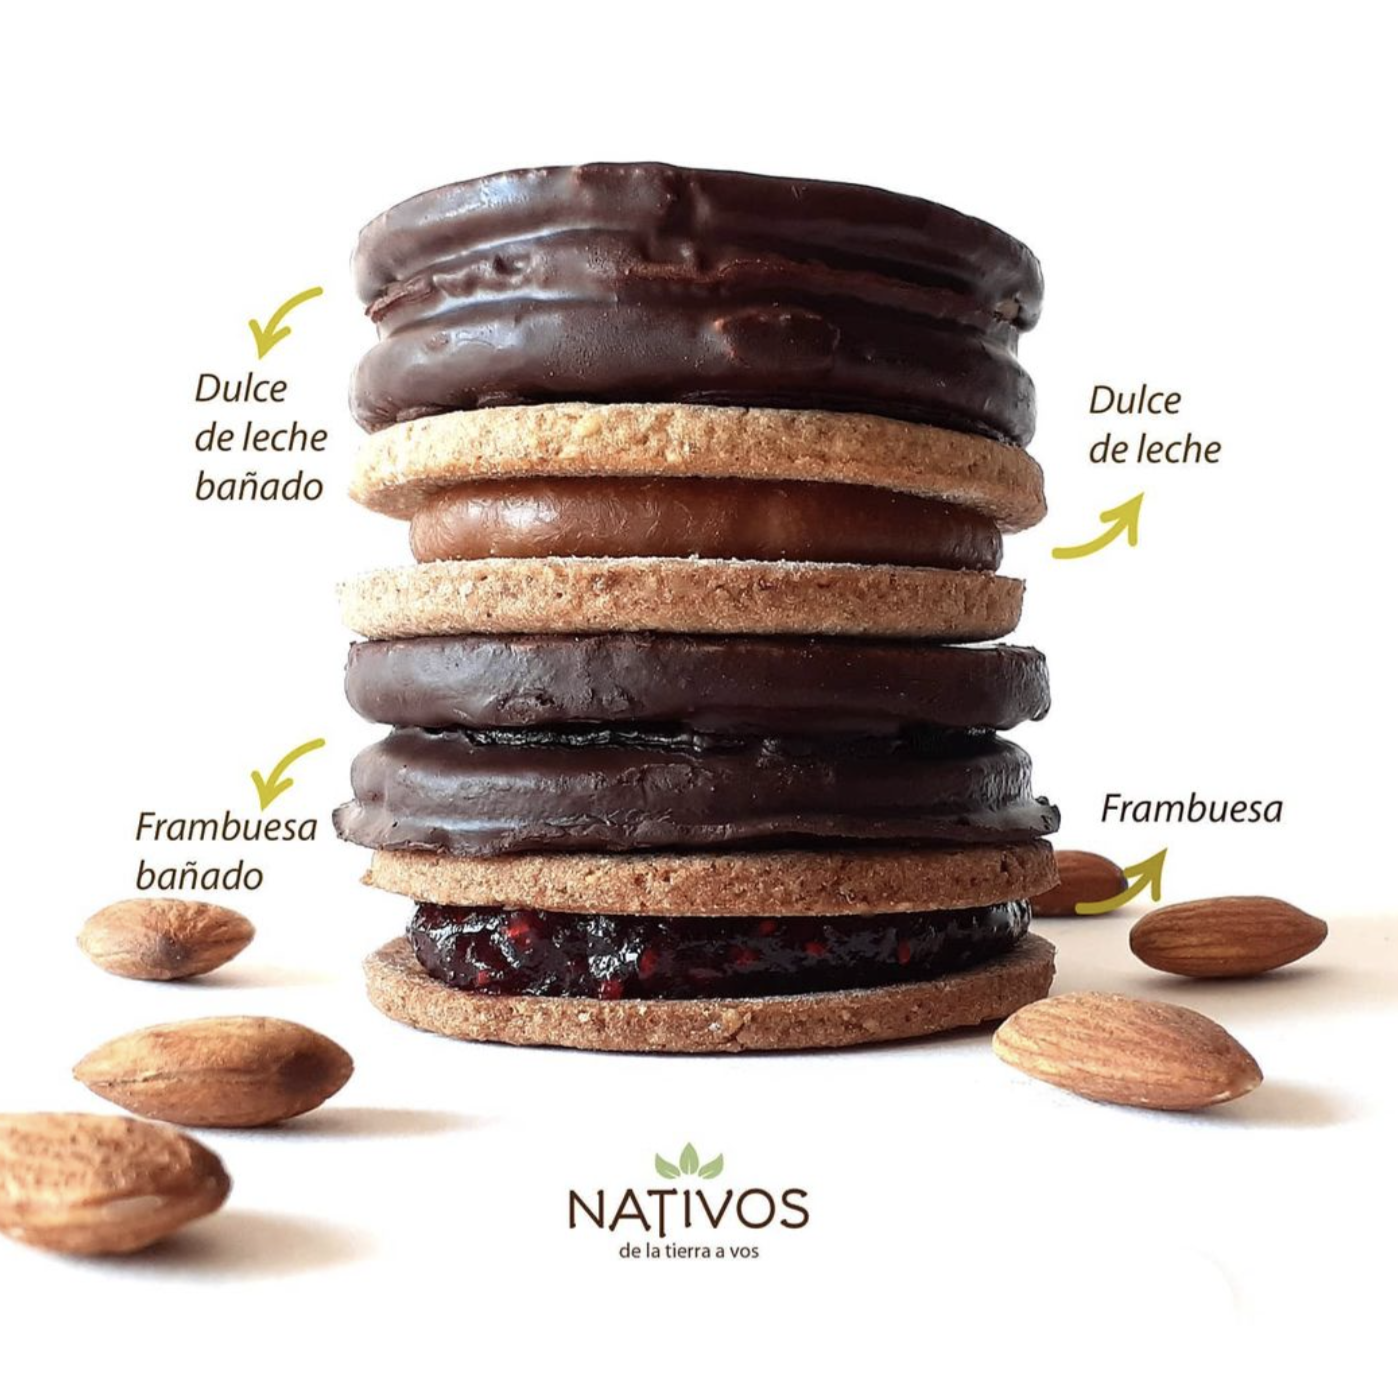 Dulce
de leche
bañado
Dulce
de leche
Frambuesa
bañado
Frambuesa
NATIVOS
de la tierra a vos